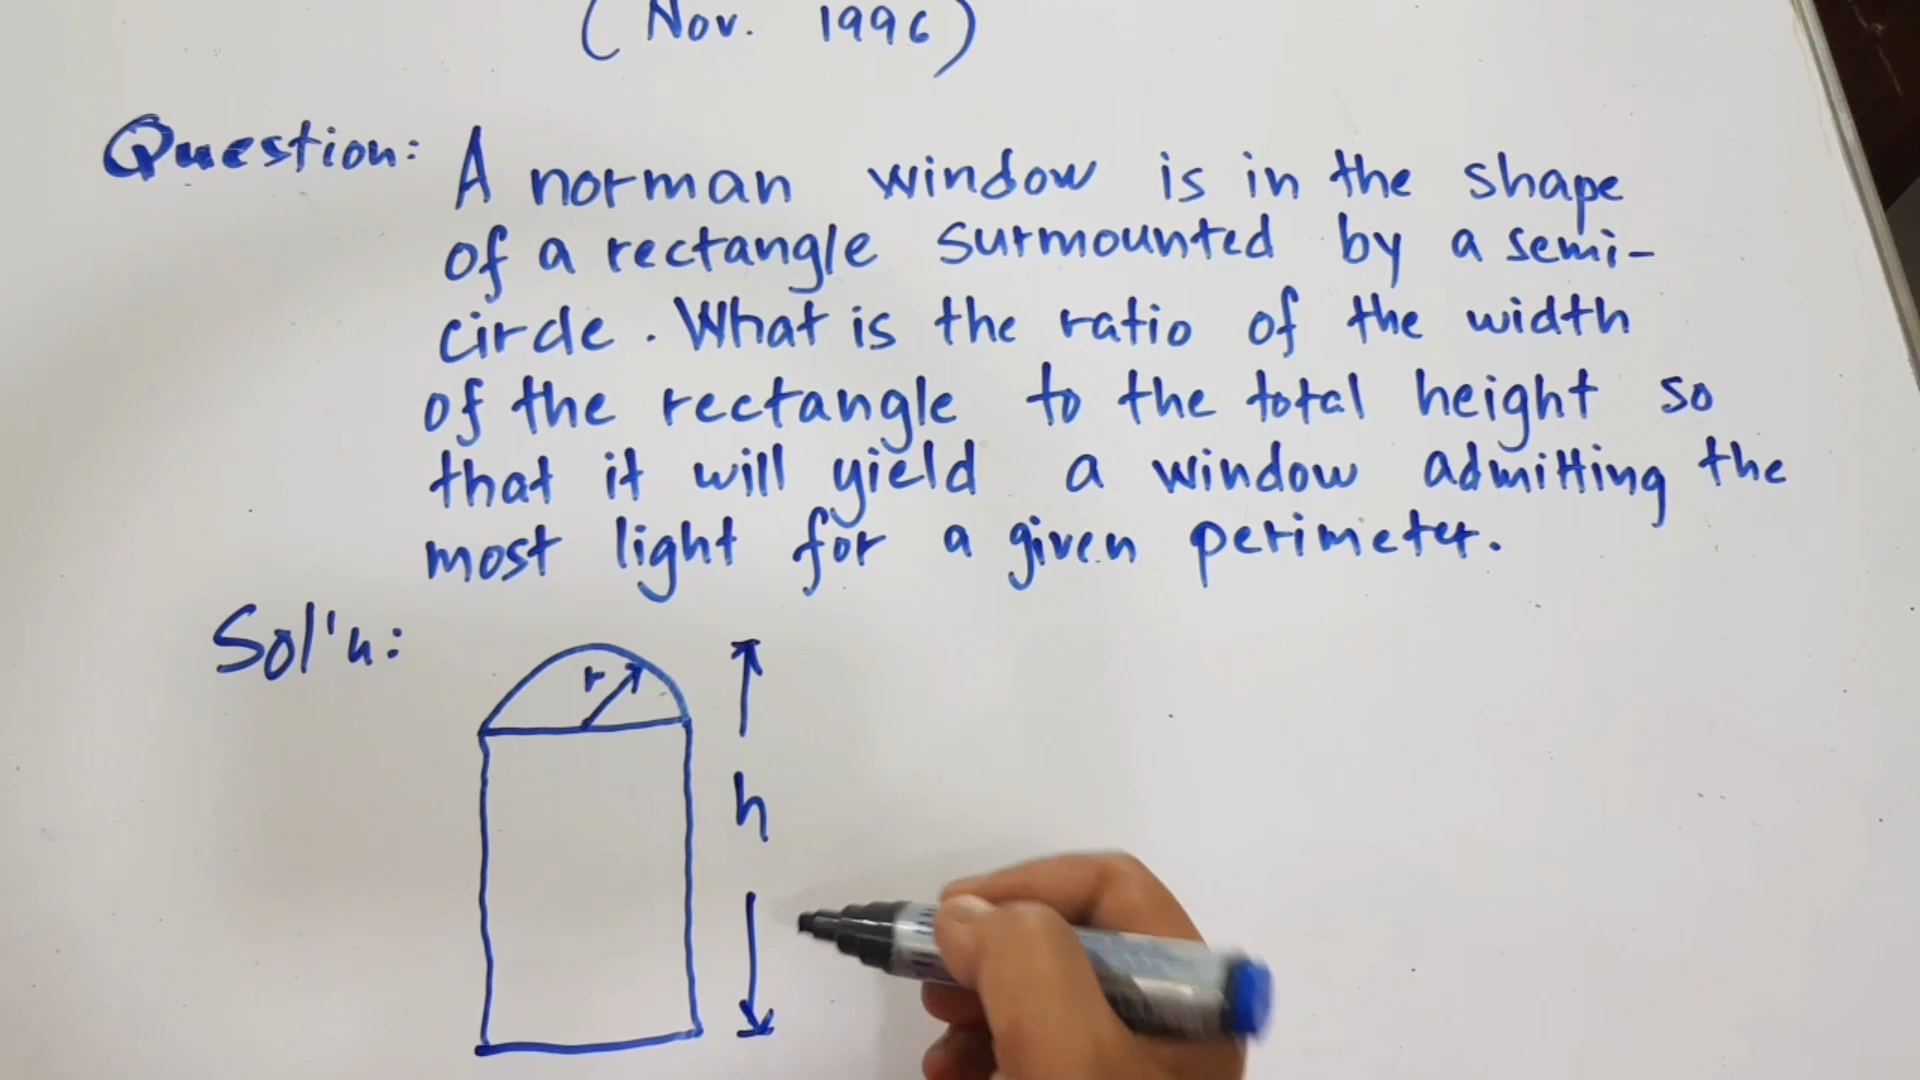 (Nov. 1996)
Question: A norman window is in the shape
of a rectangle surmounted by a semi-
circle. What is the ratio of the width
of the rectangle to the total height so
that it will yield a window admitting the
most light for a given perimeter.
Sol'n:
r
h